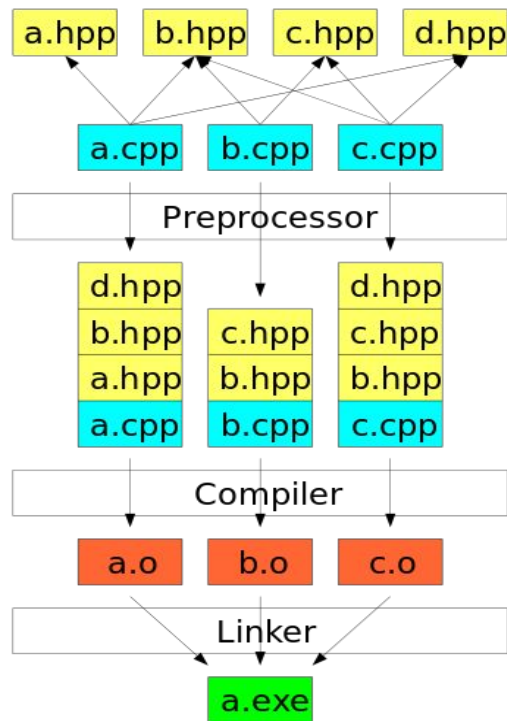 a.hpp b.hpp c.hpp d.hpp
a.cpp b.cpp c.cpp
Preprocessor
d.hpp d.hpp
b.hpp c.hpp c.hpp
a.hpp b.hpp b.hpp
a.cpp b.cpp c.cpp
Compiler
a.o b.o c.o
Linker
a.exe